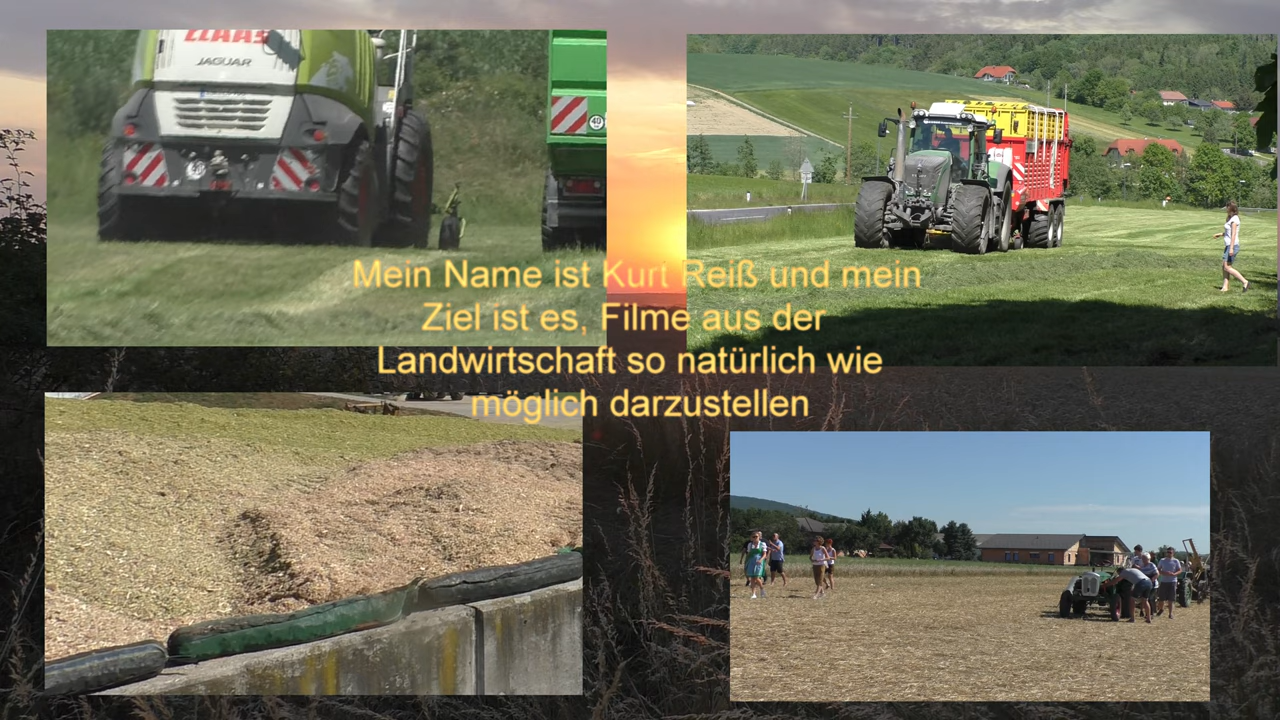 CLAAS
JAGUAR
40
Mein Name ist Kurt Reiß und mein
Ziel ist es, Filme aus der
Landwirtschaft so natürlich wie
möglich darzustellen